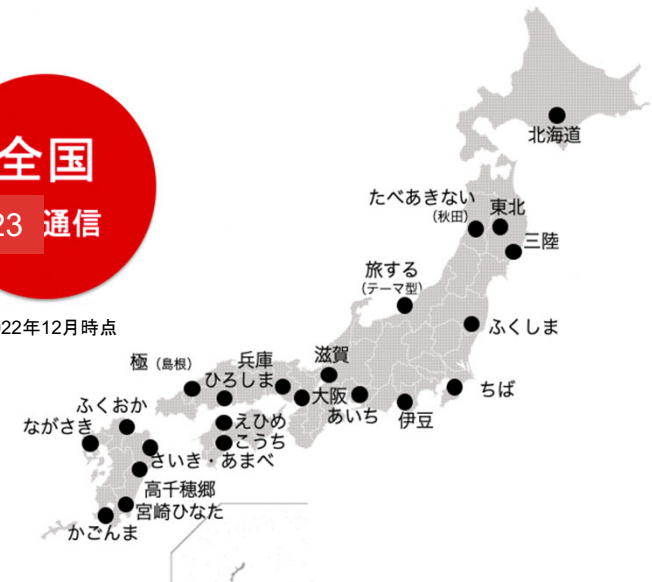 全国
23 通信
022年12月時点
北海道
たべあきない
(秋田)
東北
三陸
旅する
(テーマ型)
ふくしま
極(島根)
兵庫
滋賀
ひろしま
大阪
あいち
伊豆
ちば
ふくおか
ながさき
えひめ
こうち
さいき・あまべ
高千穂郷
宮崎ひなた
かごんま